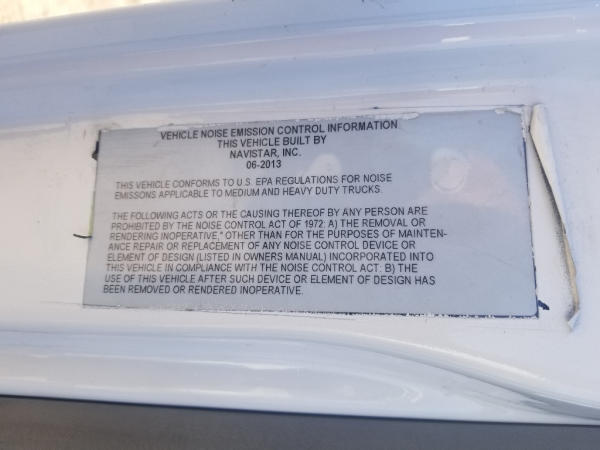 VEHICLE NOISE EMISSION CONTROL INFORMATION
THIS VEHICLE BUILT BY
NAVISTAR, INC.
06-2013
THIS VEHICLE CONFORMS TO U.S. EPA REGULATIONS FOR NOISE
EMISSONS APPLICABLE TO MEDIUM AND HEAVY DUTY TRUCKS.
THE FOLLOWING ACTS OR THE CAUSING THEREOF BY ANY PERSON ARE
PROHIBITED BY THE NOISE CONTROL ACT OF 1972: A) THE REMOVAL OR
RENDERING INOPERATIVE," OTHER THAN FOR THE PURPOSES OF MAINTEN-
ANCE REPAIR OR REPLACEMENT OF ANY NOISE CONTROL DEVICE OR
ELEMENT OF DESIGN (LISTED IN OWNERS MANUAL) INCORPORATED INTO
THIS VEHICLE IN COMPLIANCE WITH THE NOISE CONTROL ACT: B) THE
USE OF THIS VEHICLE AFTER SUCH DEVICE OR ELEMENT OF DESIGN HAS
BEEN REMOVED OR RENDERED INOPERATIVE.